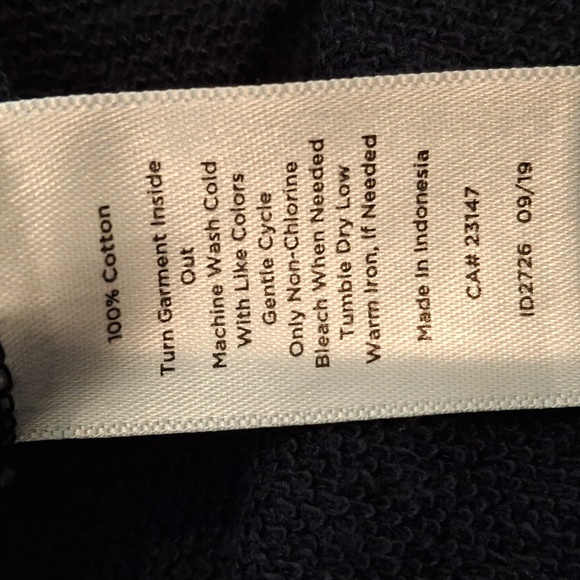 100% Cotton
Turn Garment Inside
Out
Machine Wash Cold
With Like Colors
Gentle Cycle
Only Non-Chlorine
Bleach When Needed
Tumble Dry Low
Warm Iron, If Needed
Made In Indonesia
CA# 23147
ID2726 09/19